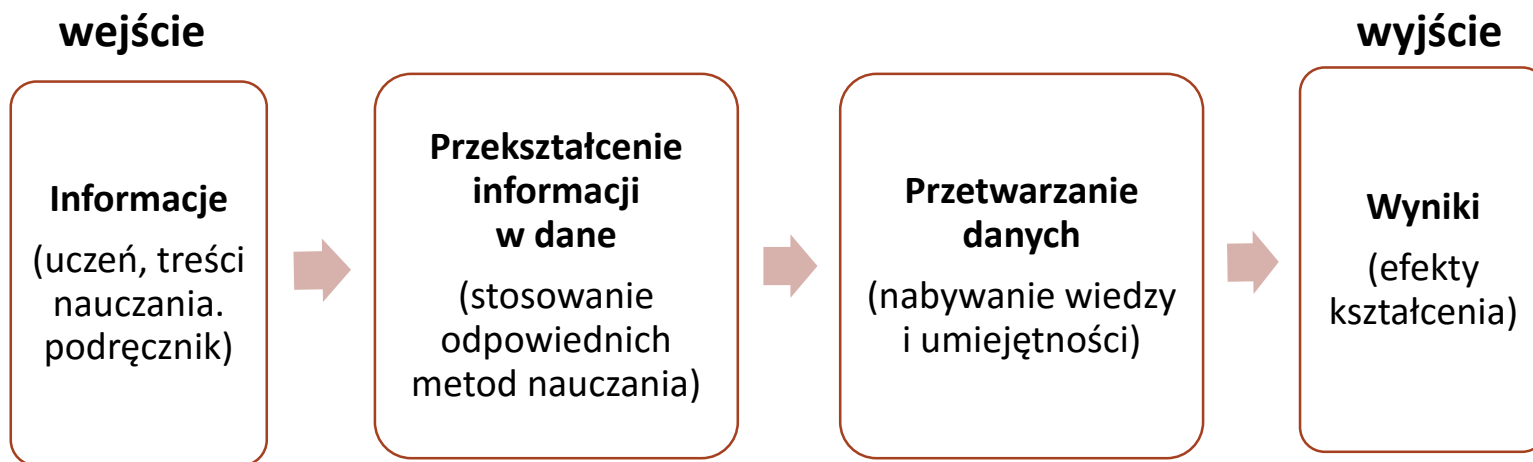 wejście
wyjście
Informacje
(uczeń, treści
nauczania.
podręcznik)
Przekształcenie
informacji
w dane
(stosowanie
odpowiednich
metod nauczania)
Przetwarzanie
danych
(nabywanie wiedzy
i umiejętności)
Wyniki
(efekty
kształcenia)